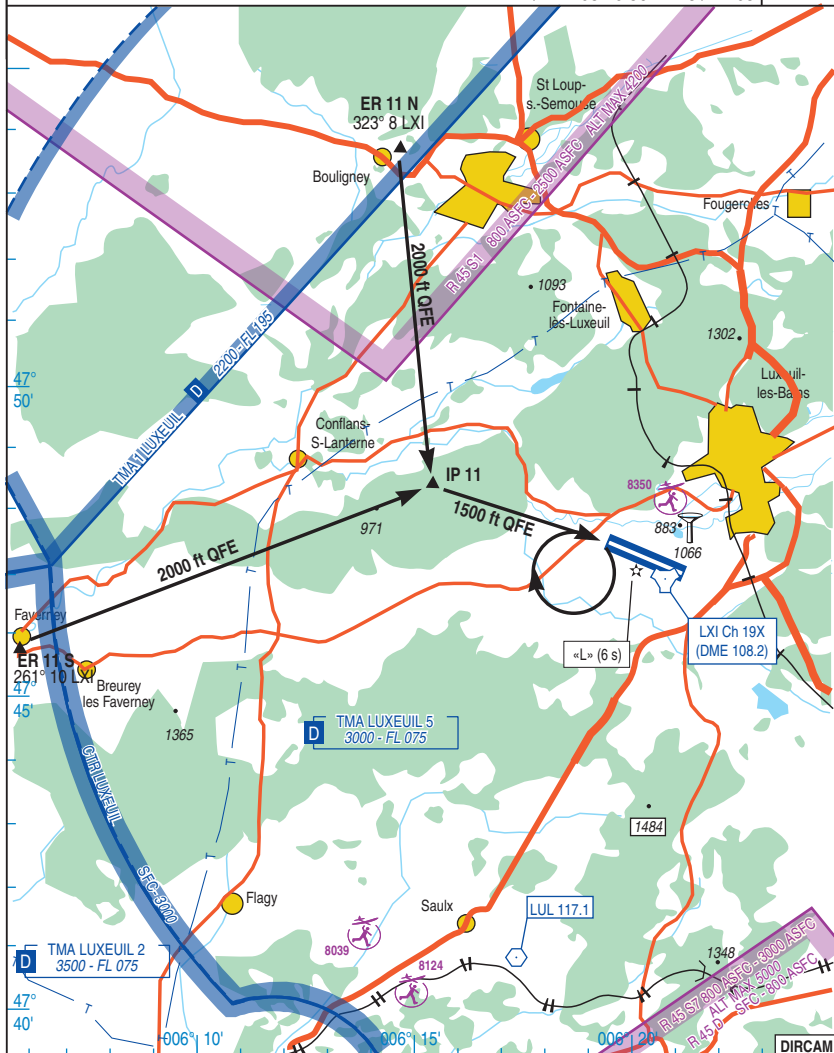 St Loup-
s.-Semouse
ER 11 N
323° 8 LXI
Bouligney
R 45 S1 800 ASFC - 2500 ASFC ALT MAX 4200
Fougerolles
2000 ft QFE
1093
Fontaine-
lès-Luxeuil
1302
TMA 1 LUXEUIL D 2200 - FL 195
47°
50'
Luxeuil-
les-Bains
Conflans-
S-Lanterne
IP 11
8350
971
1500 ft QFE
883
1066
2000 ft QFE
Faverney
«L» (6 s)
LXI Ch 19X
(DME 108.2)
ER 11 S
261° 10 LXI
Breurey
les Faverney
47°
45'
1365
D
TMA LUXEUIL 5
3000 - FL 075
CTR LUXEUIL
SFC - 3000
1484
Flagy
Saulx
LUL 117.1
8039
8124
D
TMA LUXEUIL 2
3500 - FL 075
1348
R 45 S7 800 ASFC - 3000 ASFC
ALT MAX 5000
R 45 D SFC - 800 ASFC
47°
40'
006° 10'
006° 15'
006° 20'
DIRCAM